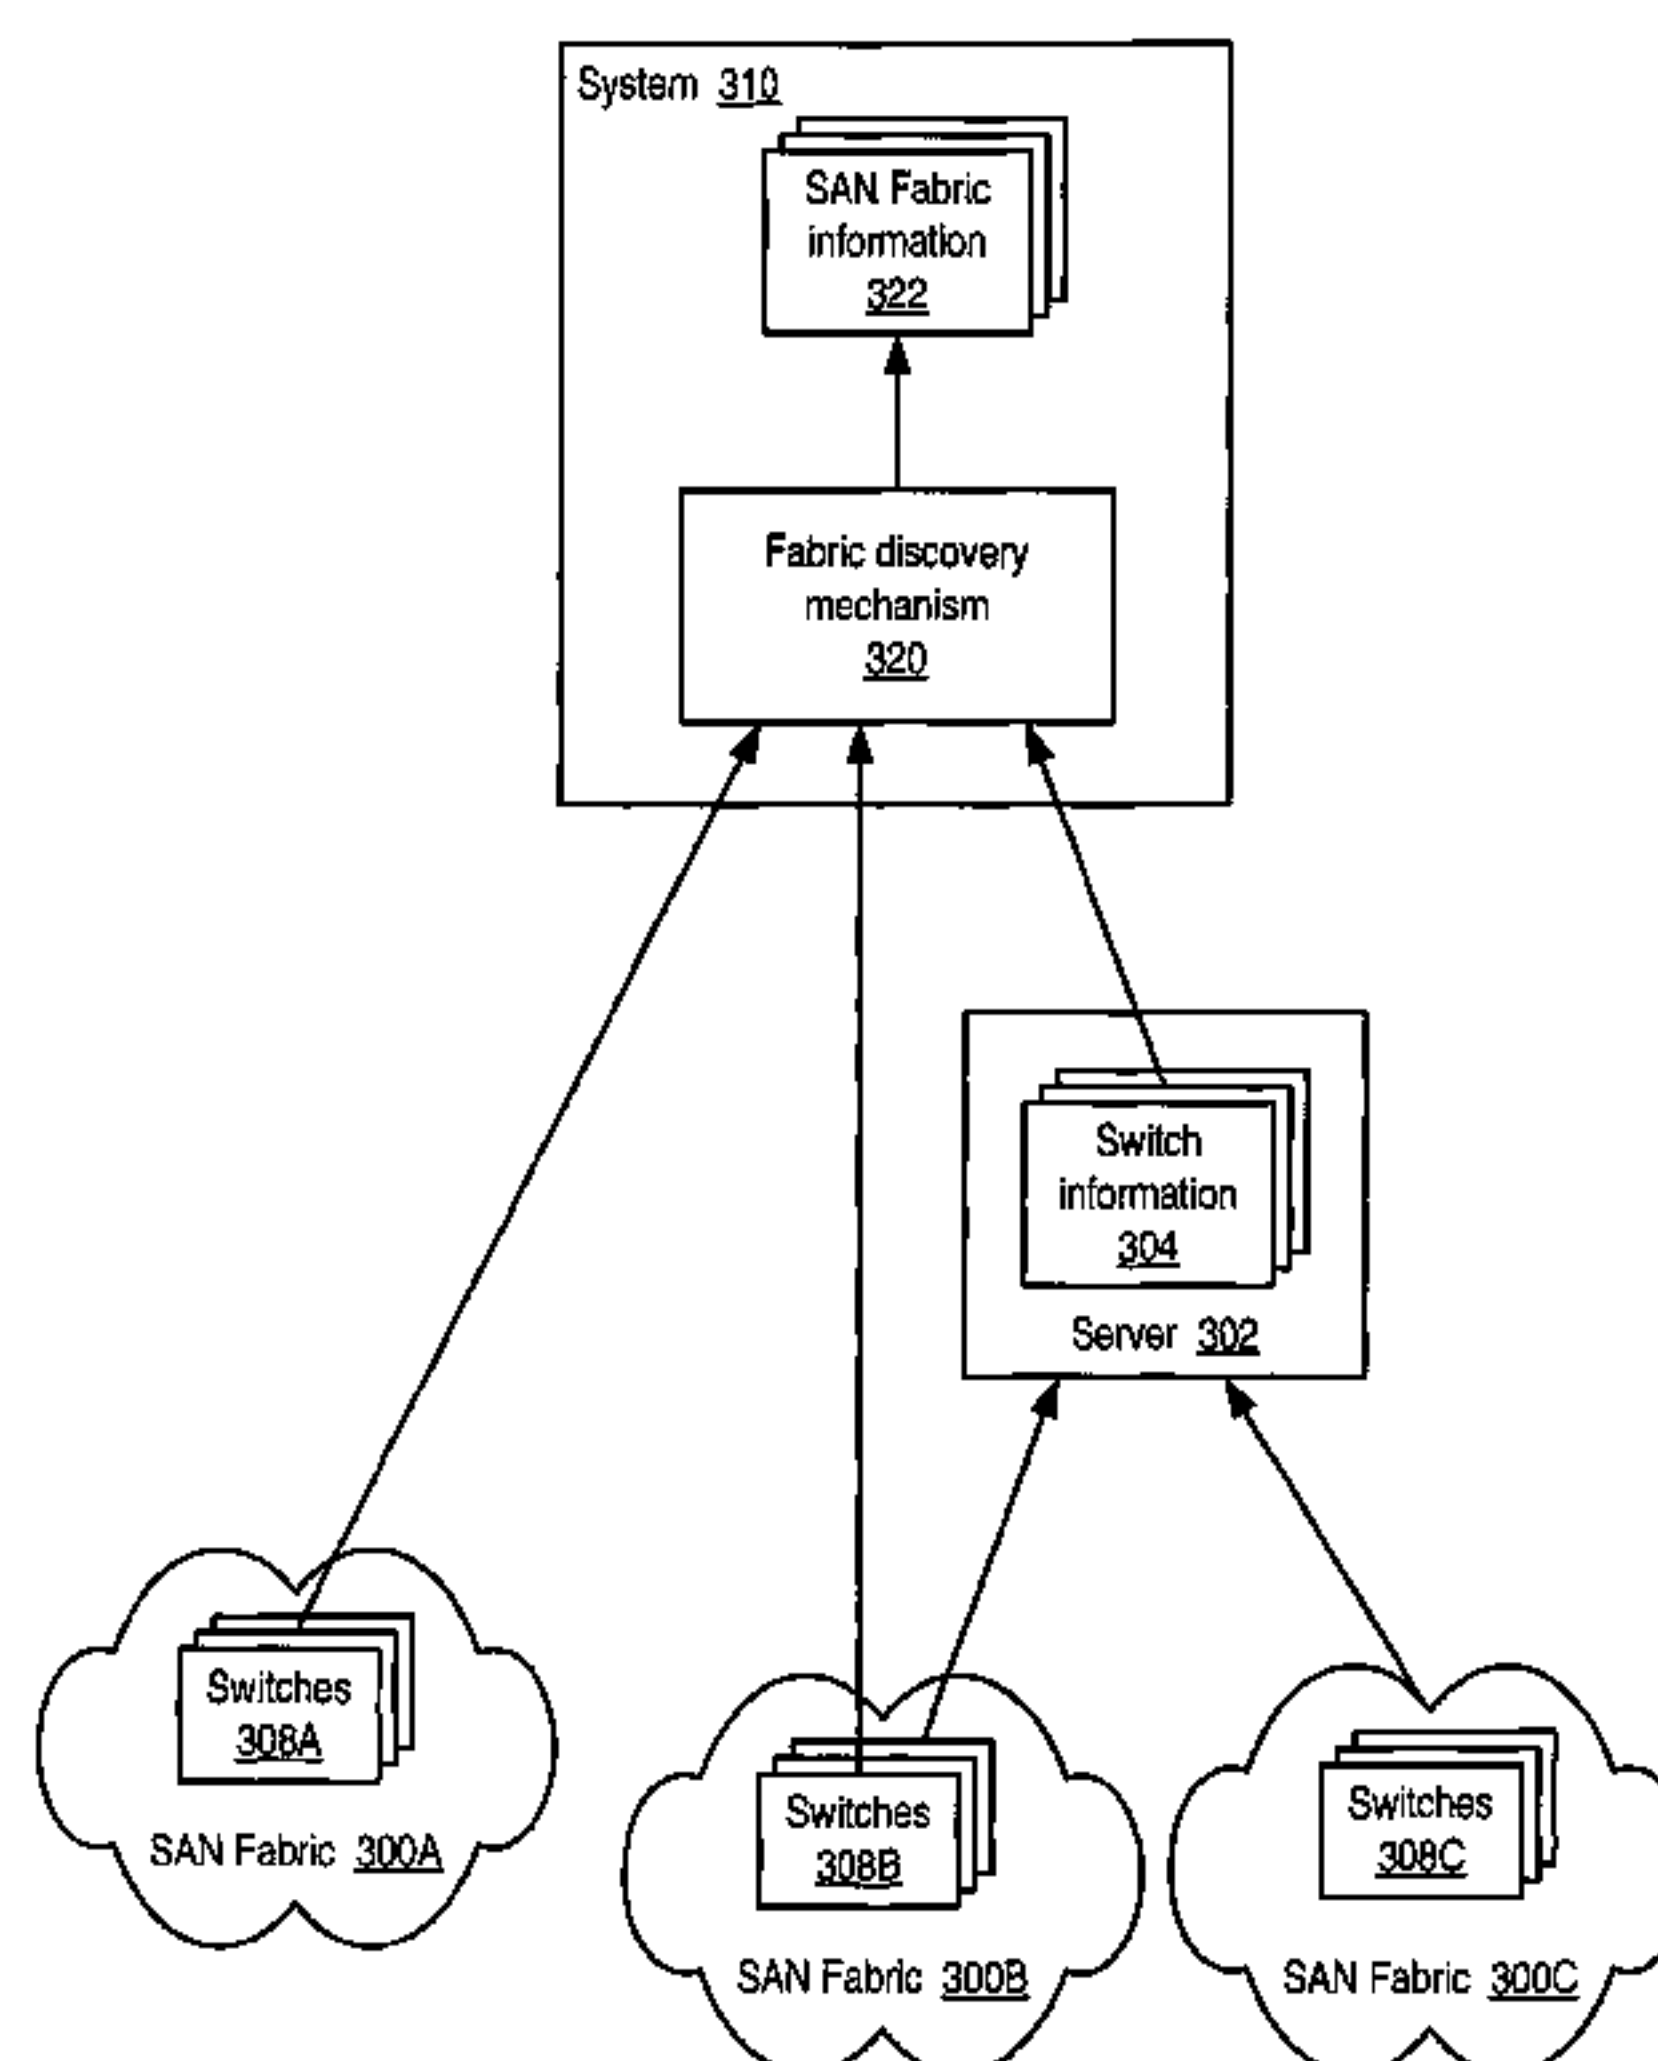 System 310
SAN Fabric
information
322
Fabric discovery
mechanism
320
Switch
information
304
Server 302
Switches
308A
SAN Fabric 300A
Switches
308B
SAN Fabric 300B
Switches
308C
SAN Fabric 300C